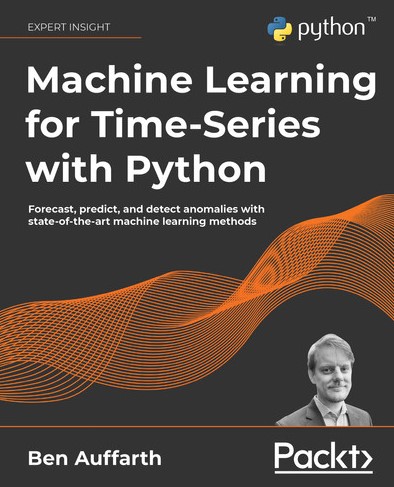 EXPERT INSIGHT
python™
Machine Learning
for Time-Series
with Python
Forecast, predict, and detect anomalies with
state-of-the-art machine learning methods
Ben Auffarth
Packt>